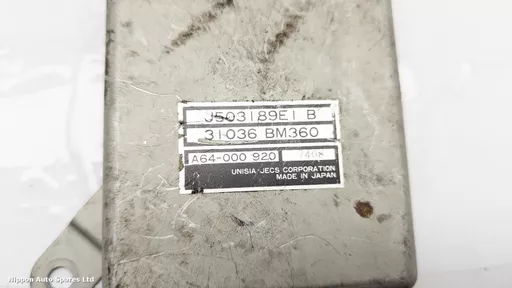 J503189E1 B
31036 BM360
A64-000 920
UNISIA-JECS CORPORATION
MADE IN JAPAN
Nippon Auto Spares Ltd